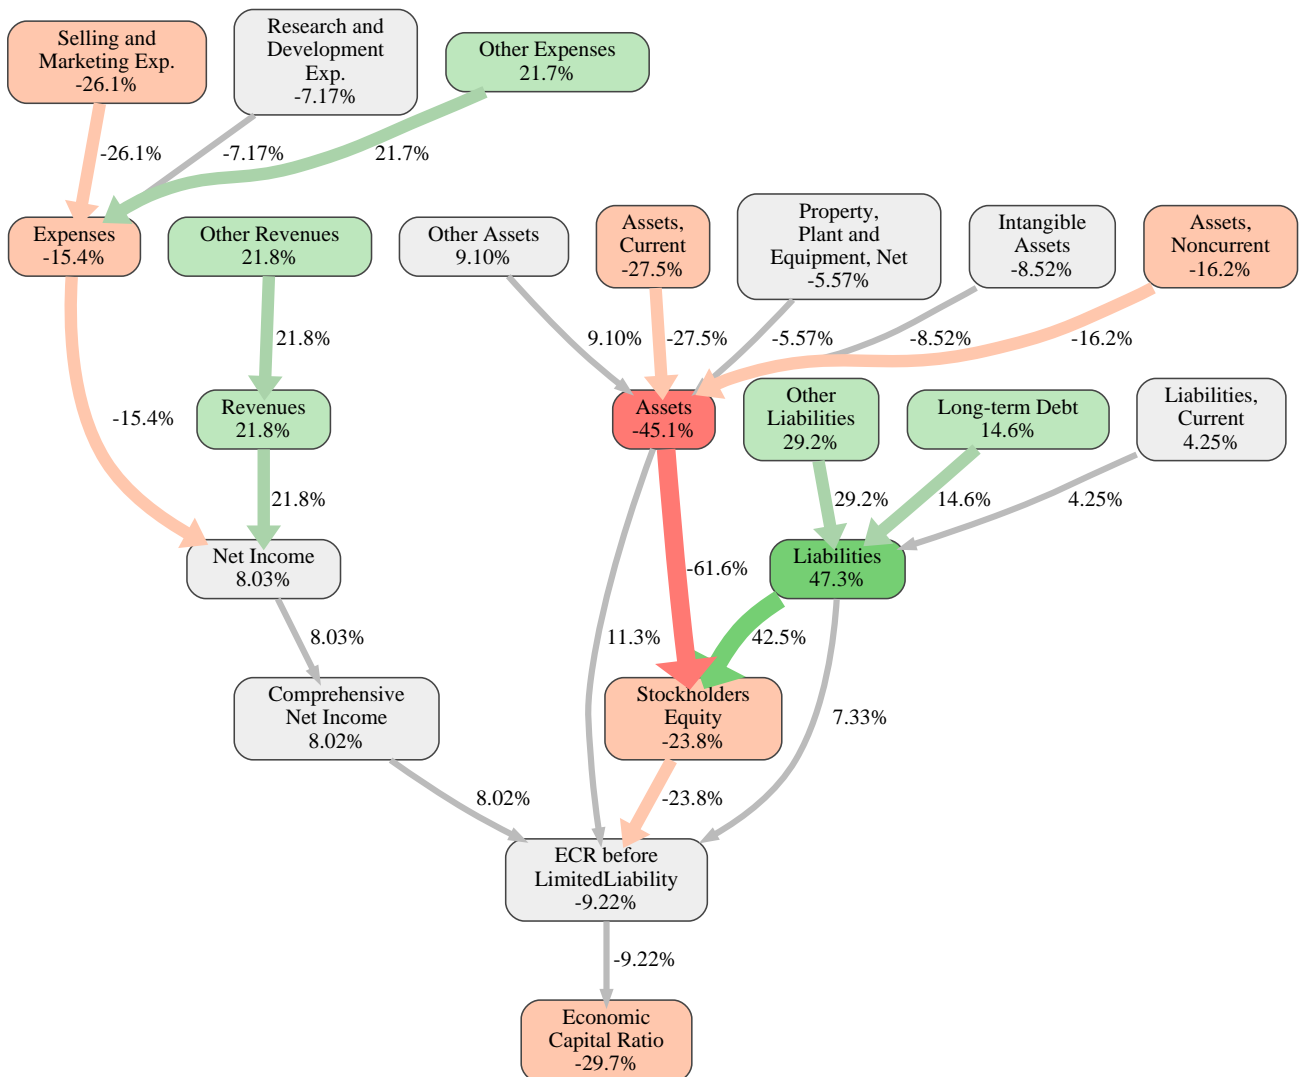 Selling and
Marketing Exp.
-26.1%
Research and
Development
Exp.
-7.17%
Other Expenses
21.7%
-26.1%
-7.17%
21.7%
Expenses
-15.4%
Other Revenues
21.8%
Other Assets
9.10%
Assets,
Current
-27.5%
Property,
Plant and
Equipment, Net
-5.57%
Intangible
Assets
-8.52%
Assets,
Noncurrent
-16.2%
21.8%
9.10%
-27.5%
-5.57%
-8.52%
-16.2%
-15.4%
Revenues
21.8%
Assets
-45.1%
Other
Liabilities
29.2%
Long-term Debt
14.6%
Liabilities,
Current
4.25%
21.8%
29.2%
14.6%
4.25%
Net Income
8.03%
-61.6%
Liabilities
47.3%
8.03%
11.3%
42.5%
Comprehensive
Net Income
8.02%
Stockholders
Equity
-23.8%
7.33%
8.02%
-23.8%
ECR before
LimitedLiability
-9.22%
-9.22%
Economic
Capital Ratio
-29.7%